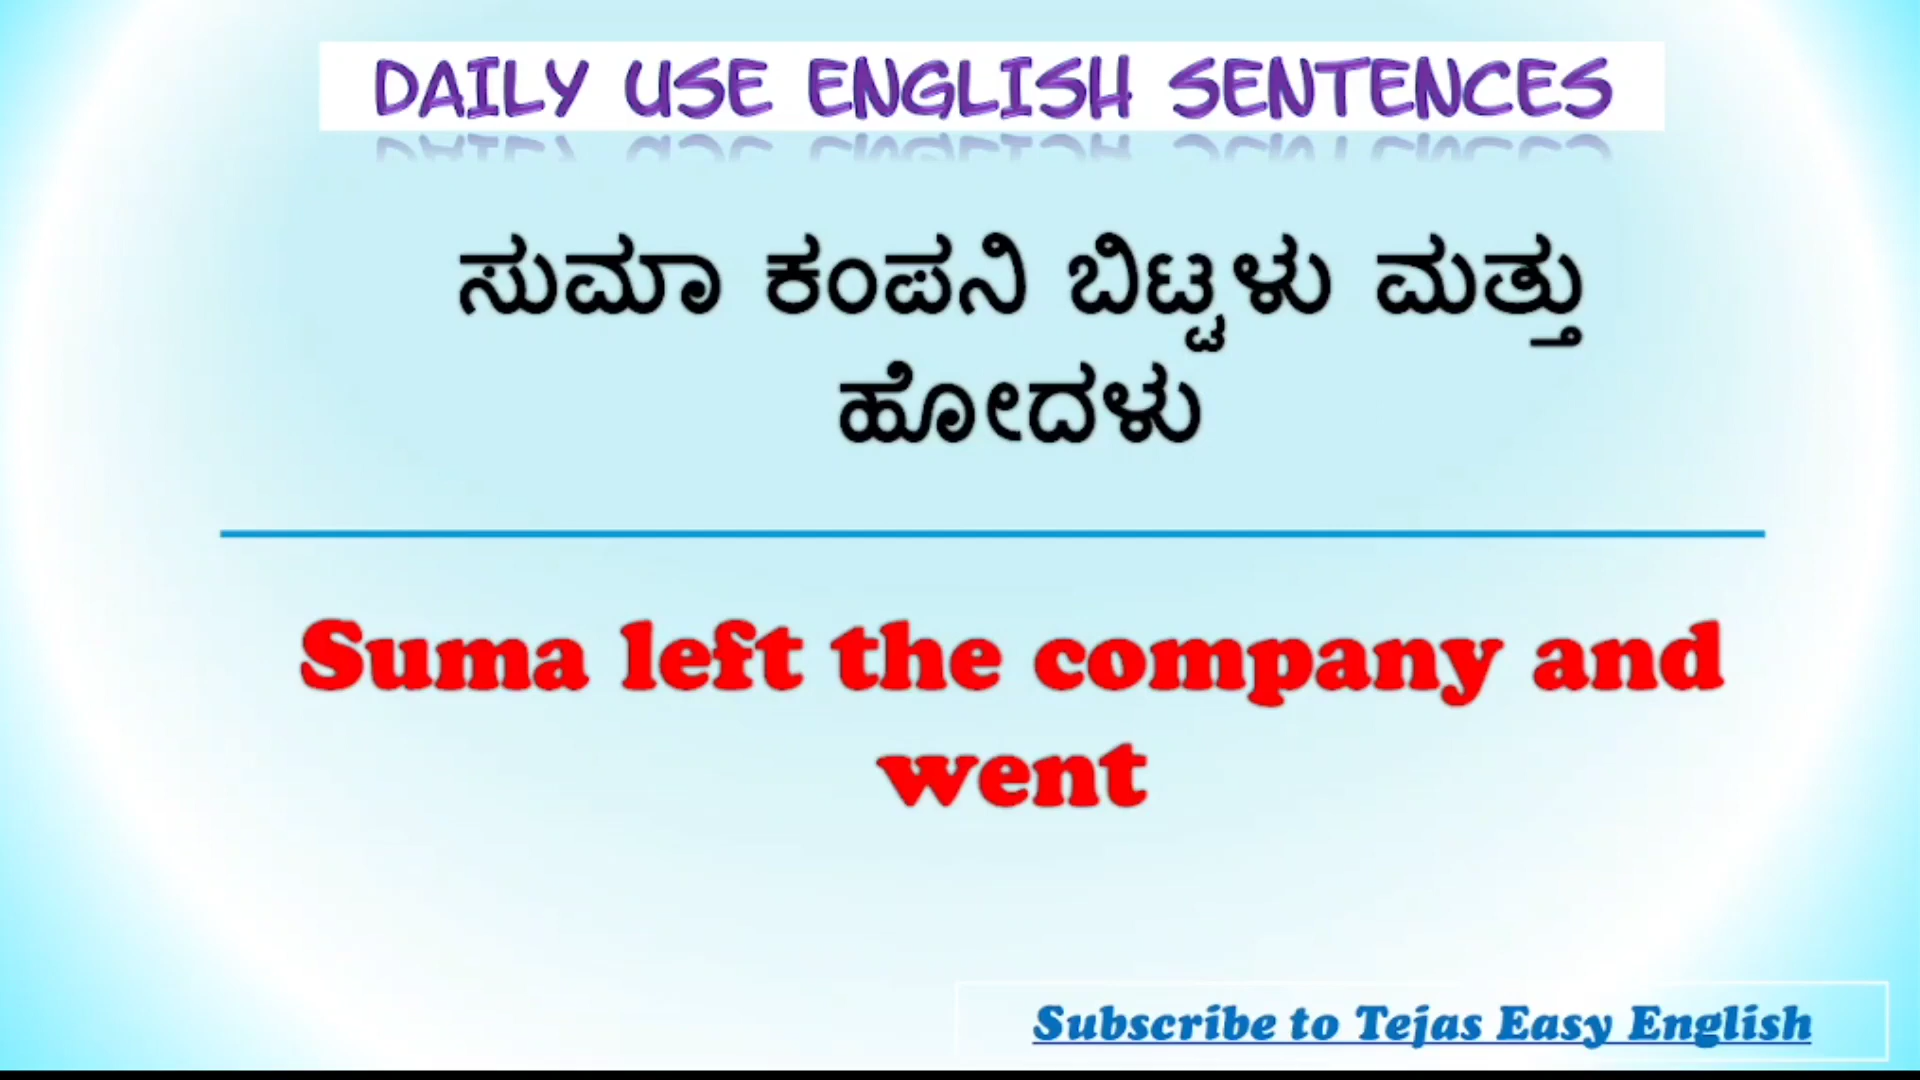 DAILY USE ENGLISH SENTENCES
ಸುಮಾ ಕಂಪನಿ ಬಿಟ್ಟಳು ಮತ್ತು
ಹೋದಳು
Suma left the company and
went
Subscribe to Tejas Easy English